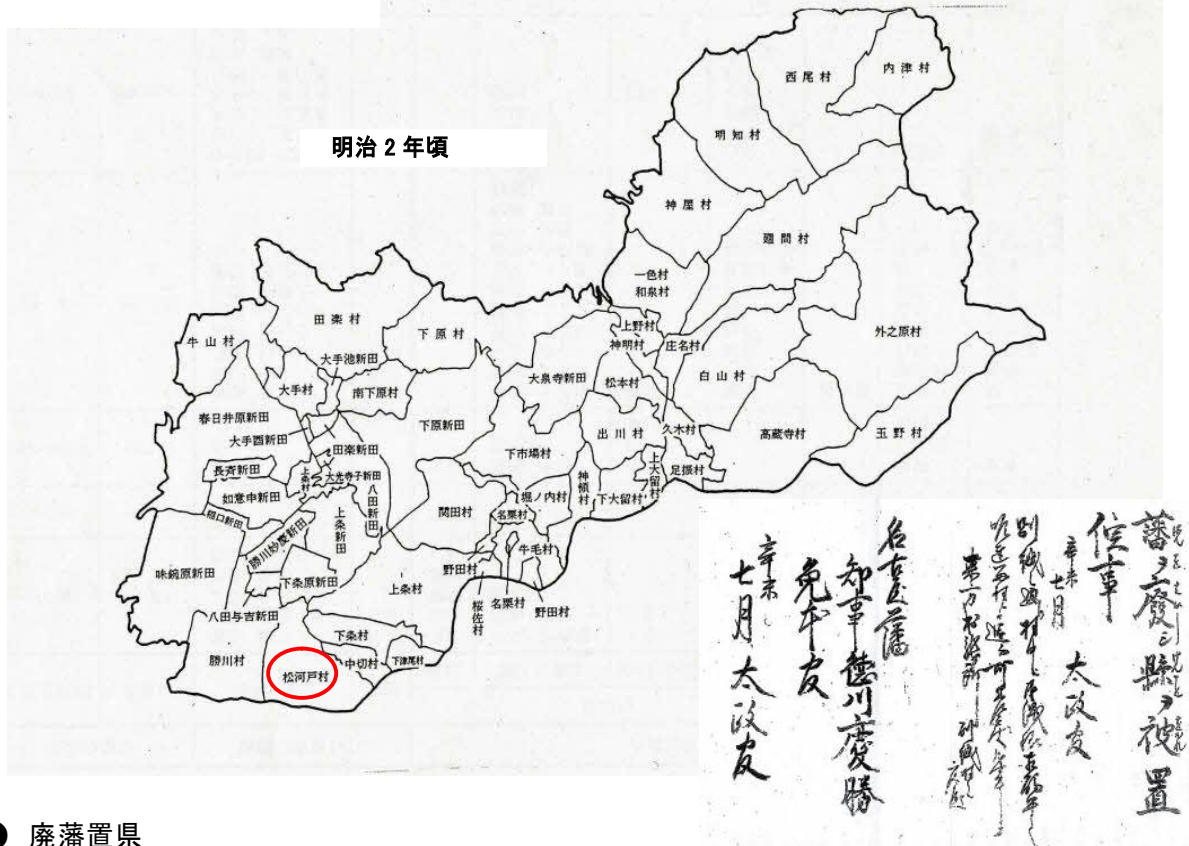 明治2年頃
西尾村
内津村
明知村
神屋村
廻間村
一色村
和泉村
田楽村
下原村
上野村
神明村
庄名村
外之原村
牛山村
大手池新田
大泉寺新田
松本村
白山村
大手村
南下原村
春日井原新田
下原新田
出川村
久木村
高蔵寺村
玉野村
大手酉新田
田楽新田
下市場村
長斉新田
上条村
大光寺子新田
神領村
上大留村
足振村
如意申新田
八田新田
堀ノ内村
下大留村
樋口新田
上条新田
関田村
名栗村
勝川妙慶新田
牛毛村
味鋺原新田
野田村
下条原新田
上条村
桜佐村
名栗村
野田村
八田与吉新田
下条村
勝川村
中切村
下津尾村
松河戸村
藩ヲ廃シ縣ヲ被置
辛未
七月
太政官
名古屋藩
知事徳川慶勝
免本官
辛未
七月 太政官
廃藩置県